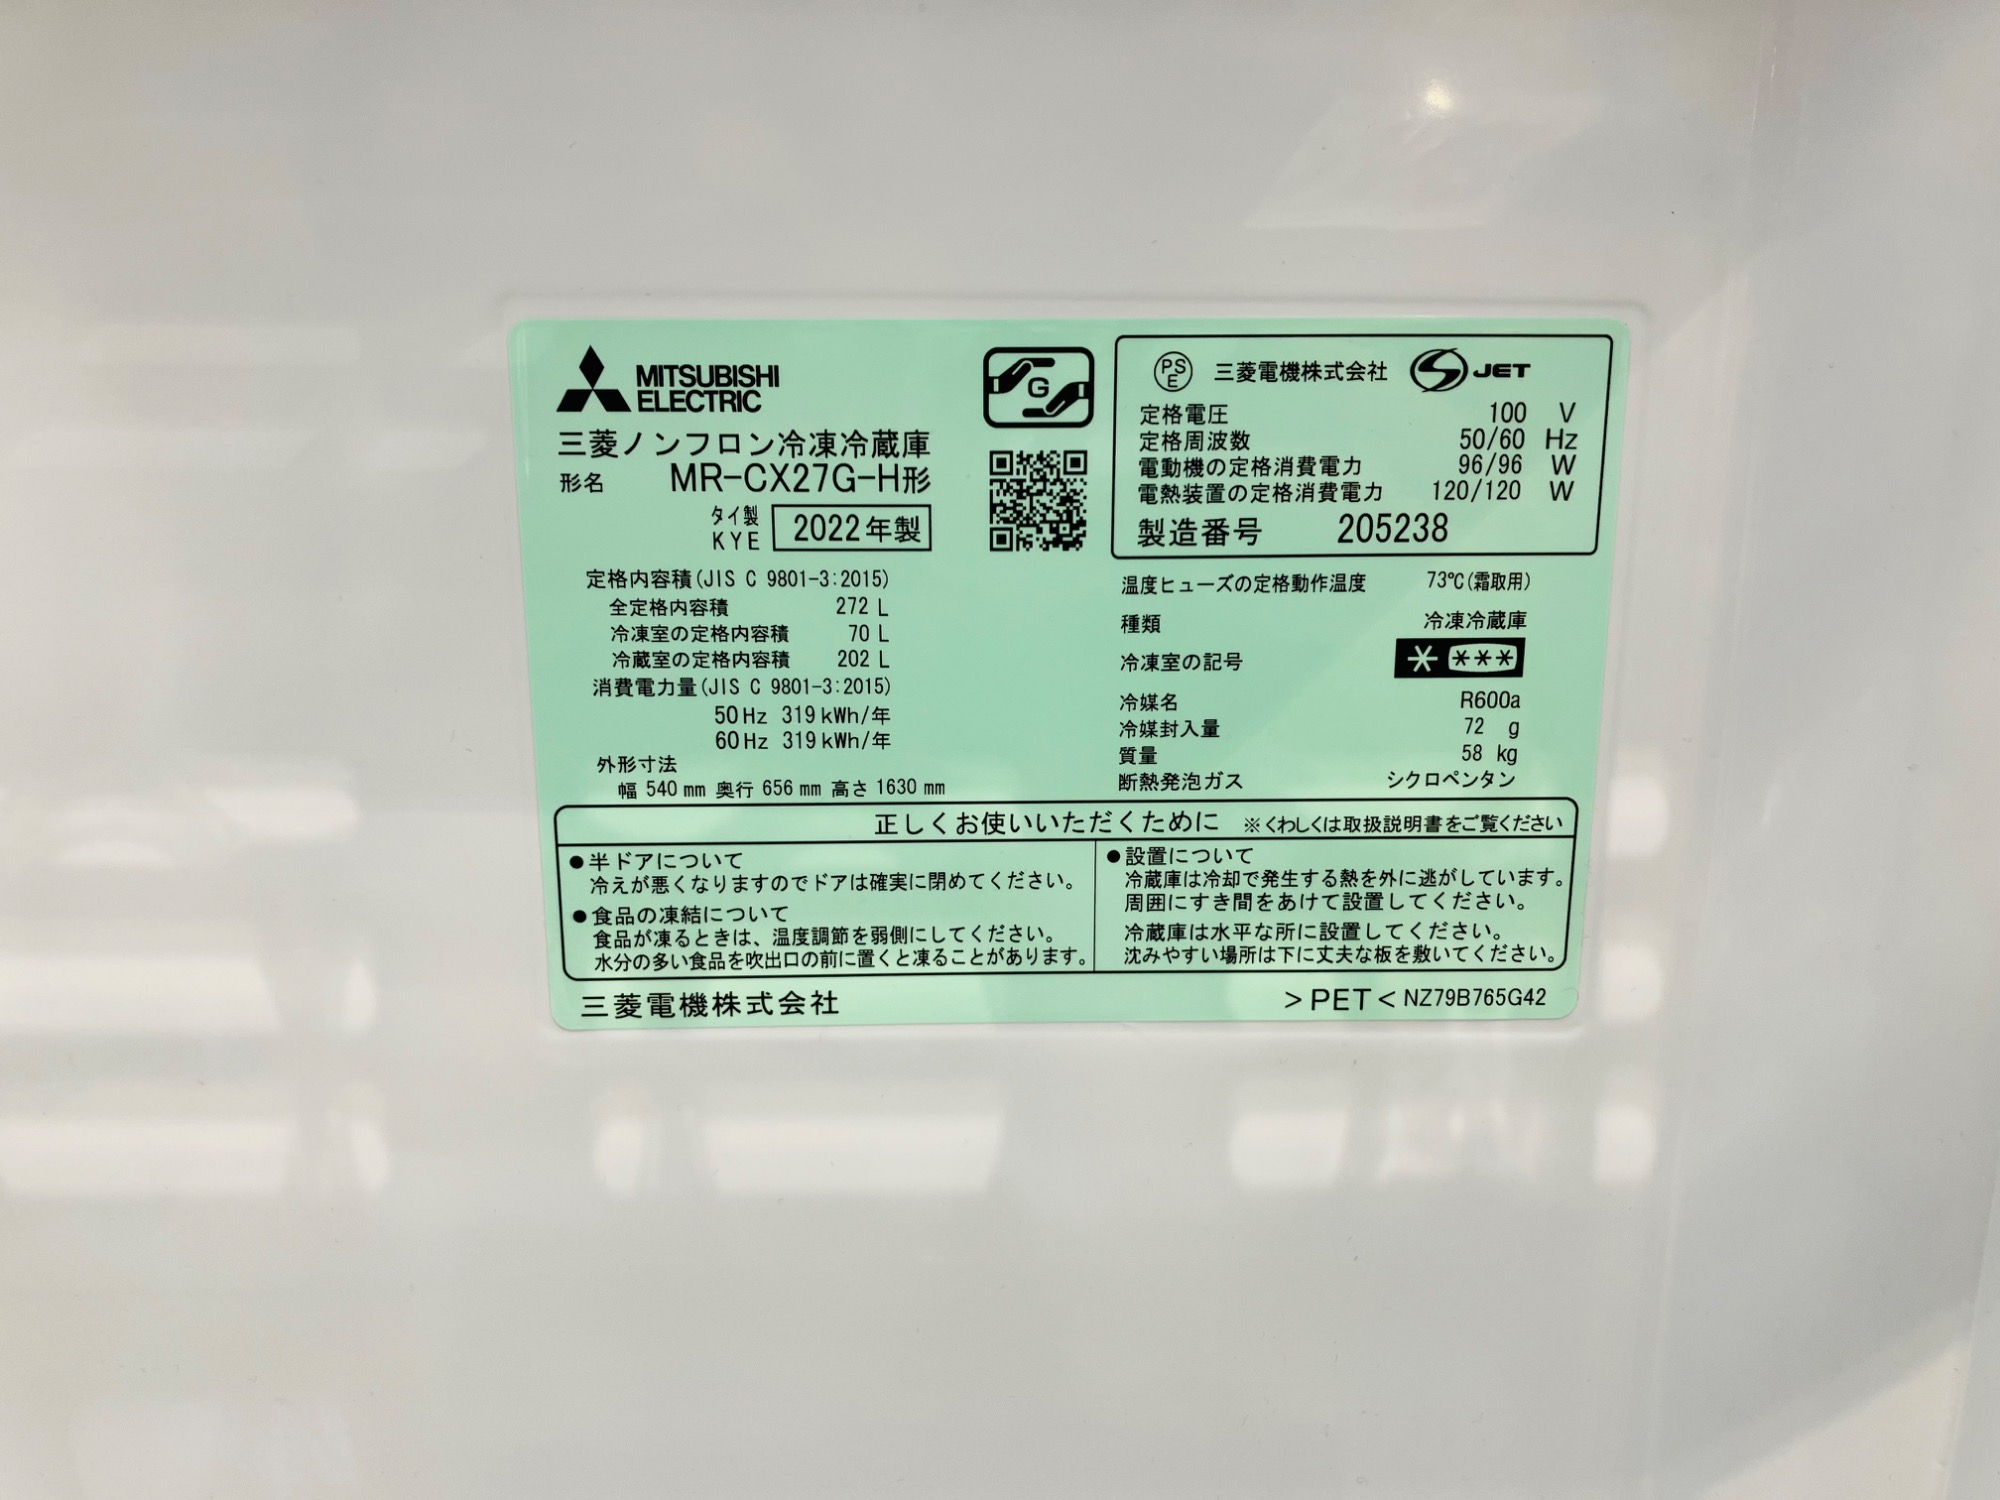 MITSUBISHI
ELECTRIC
三菱ノンフロン冷凍冷蔵庫
形名 MR-CX27G-H形
タイ製
KYE 2022年製
定格内容積(JIS C 9801-3:2015)
全定格内容積 272 L
冷凍室の定格内容積 70 L
冷蔵室の定格内容積 202 L
消費電力量(JIS C 9801-3:2015)
50Hz 319kWh/年
60Hz 319kWh/年
外形寸法
幅 540mm 奥行 656mm 高さ 1630mm
G
PSE 三菱電機株式会社 S JET
定格電圧 100 V
定格周波数 50/60 Hz
電動機の定格消費電力 96/96 W
電熱装置の定格消費電力 120/120 W
製造番号 205238
温度ヒューズの定格動作温度 73℃(霜取用)
種類 冷凍冷蔵庫
冷凍室の記号 * ***
冷媒名 R600a
冷媒封入量 72 g
質量 58 kg
断熱発泡ガス シクロペンタン
正しくお使いいただくために ※くわしくは取扱説明書をご覧ください
●半ドアについて
冷えが悪くなりますのでドアは確実に閉めてください。
●食品の凍結について
食品が凍るときは、温度調節を弱側にしてください。
水分の多い食品を吹出口の前に置くと凍ることがあります。
●設置について
冷蔵庫は冷却で発生する熱を外に逃がしています。
周囲にすき間をあけて設置してください。
冷蔵庫は水平な所に設置してください。
沈みやすい場所は下に丈夫な板を敷いてください。
三菱電機株式会社
>PET< NZ79B765G42